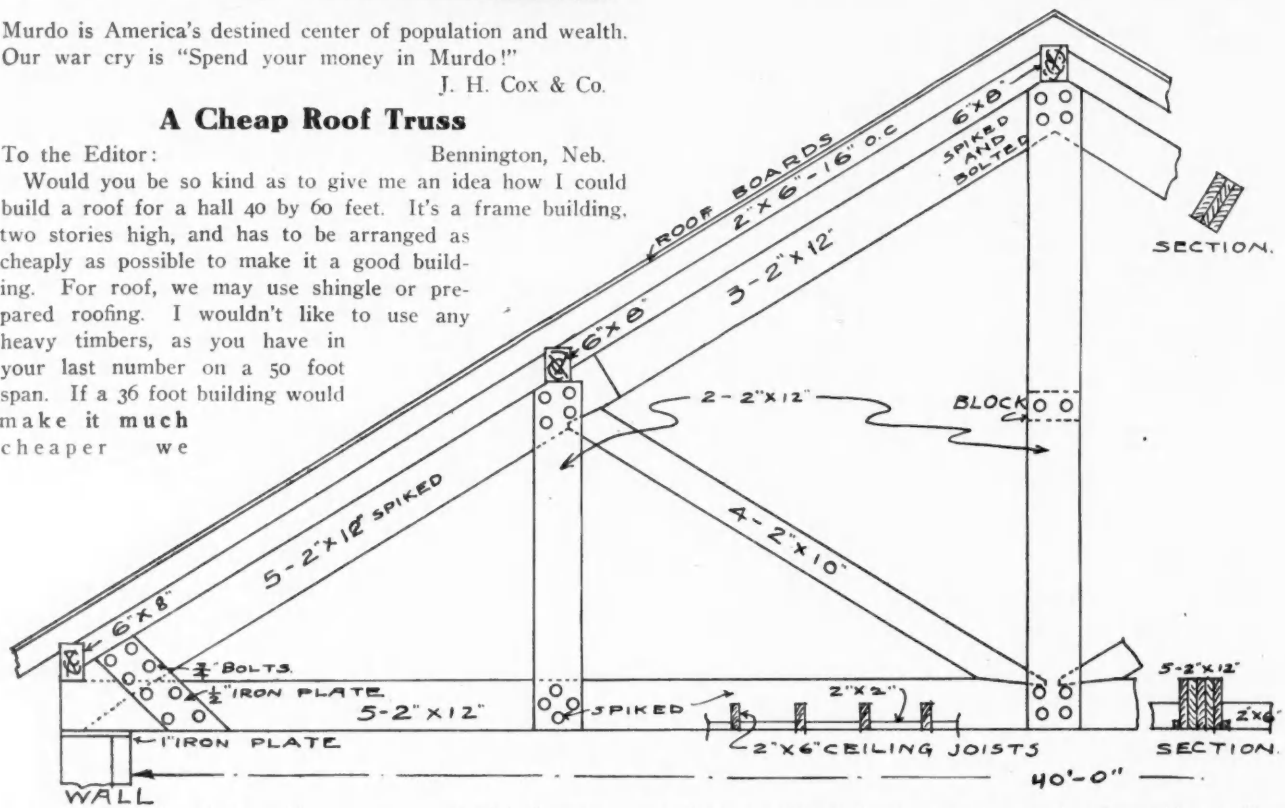 Murdo is America's destined center of population and wealth.
Our war cry is "Spend your money in Murdo!"
J. H. Cox & Co.
A Cheap Roof Truss
To the Editor: Bennington, Neb.
Would you be so kind as to give me an idea how I could
build a roof for a hall 40 by 60 feet. It's a frame building,
two stories high, and has to be arranged as
cheaply as possible to make it a good build-
ing. For roof, we may use shingle or pre-
pared roofing. I wouldn't like to use any
heavy timbers, as you have in
your last number on a 50 foot
span. If a 36 foot building would
make it much
cheaper we
ROOF BOARDS
2"X6"-16" O.C
6"X8"
SPIKED
AND
BOLTED
3-2"X12"
SECTION.
6"X8"
2-2"X12"
BLOCK
5-2"X12" SPIKED
4-2"X10"
6"X8"
3/4" BOLTS.
1/2" IRON PLATE
5-2"X12"
SPIKED
2"X2"
5-2"X12"
2"X6"
1" IRON PLATE
2"X6" CEILING JOISTS
SECTION.
40'-0"
WALL